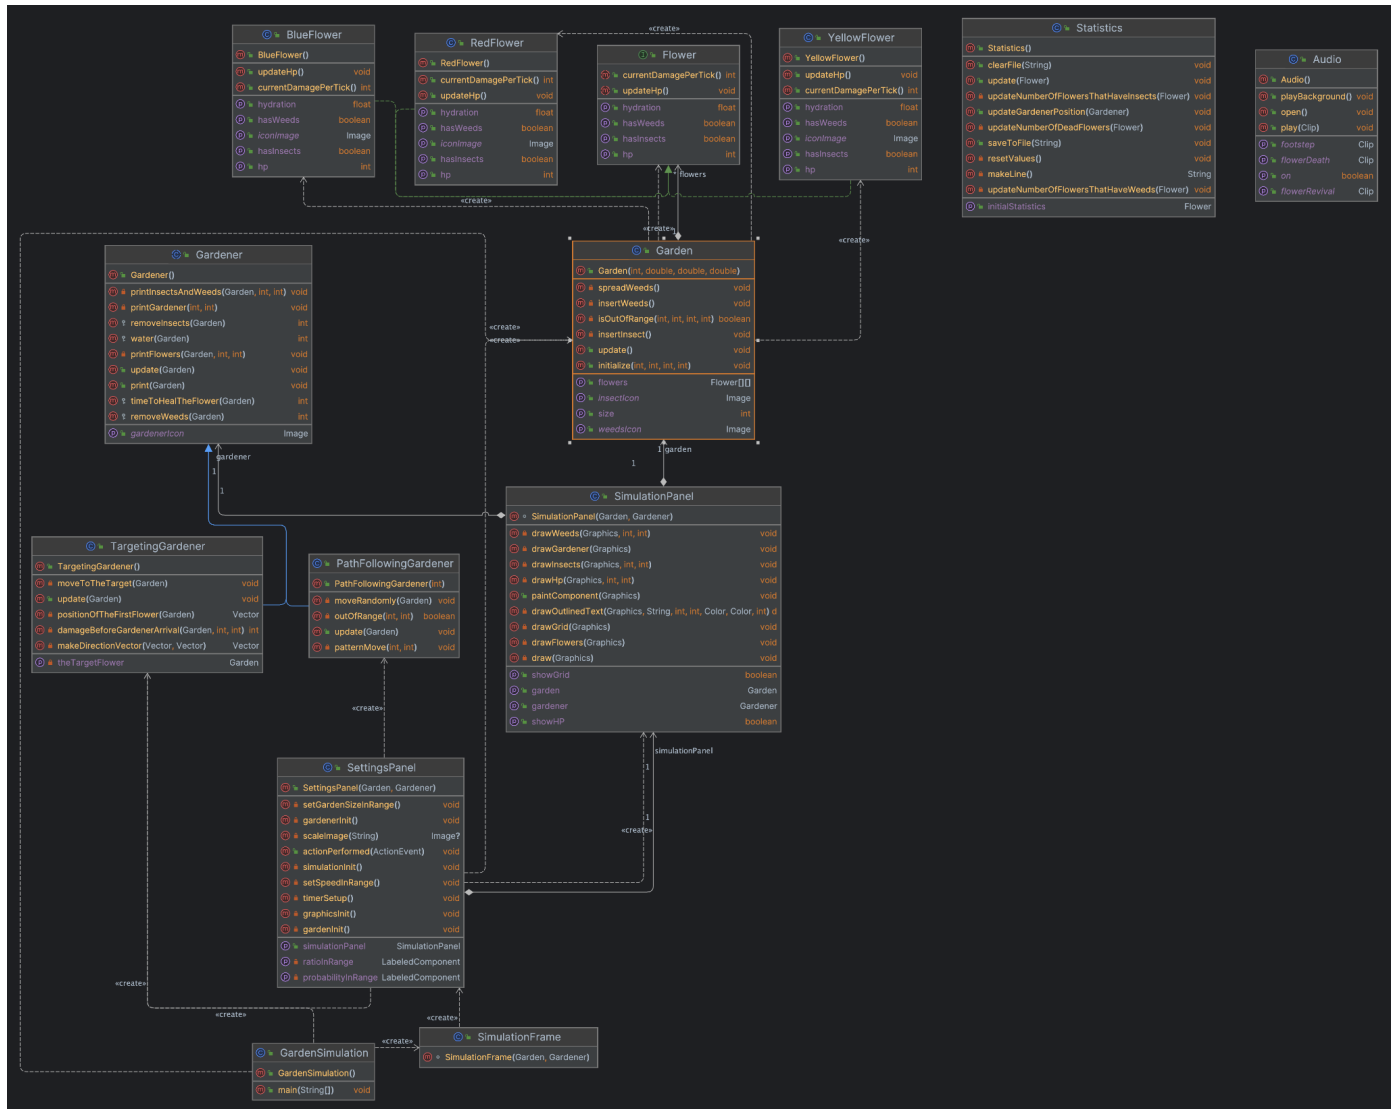 BlueFlower
BlueFlower()
updateHp() void
currentDamagePerTick() int
hydration float
hasWeeds boolean
iconImage Image
hasInsects boolean
hp int
RedFlower
RedFlower()
currentDamagePerTick() int
updateHp() void
hydration float
hasWeeds boolean
iconImage Image
hasInsects boolean
hp int
«create»
Flower
currentDamagePerTick() int
updateHp() void
hydration float
hasWeeds boolean
hasInsects boolean
hp int
YellowFlower
YellowFlower()
updateHp() void
currentDamagePerTick() int
hydration float
hasWeeds boolean
iconImage Image
hasInsects boolean
hp int
Statistics
Statistics()
clearFile(String) void
update(Flower) void
updateNumberOfFlowersThatHaveInsects(Flower) void
updateGardenerPosition(Gardener) void
updateNumberOfDeadFlowers(Flower) void
saveToFile(String) void
resetValues() void
makeLine() String
updateNumberOfFlowersThatHaveWeeds(Flower) void
initialStatistics Flower
Audio
Audio()
playBackground() void
open() void
play(Clip) void
footstep Clip
flowerDeath Clip
on boolean
flowerRevival Clip
* flowers
«create»
«create»
1
«create»
Gardener
Gardener()
printInsectsAndWeeds(Garden, int, int) void
printGardener(int, int) void
removeInsects(Garden) int
water(Garden) int
printFlowers(Garden, int, int) void
update(Garden) void
print(Garden) void
timeToHealTheFlower(Garden) int
removeWeeds(Garden) int
gardenerIcon Image
Garden
Garden(int, double, double, double)
spreadWeeds() void
insertWeeds() void
isOutOfRange(int, int, int, int) boolean
insertInsect() void
update() void
initialize(int, int, int, int) void
flowers Flower[][]
insectIcon Image
size int
weedsIcon Image
«create»
«create»
gardener
1
1
1 garden
1
SimulationPanel
SimulationPanel(Garden, Gardener)
drawWeeds(Graphics, int, int) void
drawGardener(Graphics) void
drawInsects(Graphics, int, int) void
drawHp(Graphics, int, int) void
paintComponent(Graphics) void
drawOutlinedText(Graphics, String, int, int, Color, Color, int) d
drawGrid(Graphics) void
drawFlowers(Graphics) void
draw(Graphics) void
showGrid boolean
garden Garden
gardener Gardener
showHP boolean
TargetingGardener
TargetingGardener()
moveToTheTarget(Garden) void
update(Garden) void
positionOfTheFirstFlower(Garden) Vector
damageBeforeGardenerArrival(Garden, int, int) int
makeDirectionVector(Vector, Vector) Vector
theTargetFlower Garden
PathFollowingGardener
PathFollowingGardener(int)
moveRandomly(Garden) void
outOfRange(int, int) boolean
update(Garden) void
patternMove(int, int) void
«create»
simulationPanel
1
1
«create»
SettingsPanel
SettingsPanel(Garden, Gardener)
setGardenSizeInRange() void
gardenerInit() void
scaleImage(String) Image?
actionPerformed(ActionEvent) void
simulationInit() void
setSpeedInRange() void
timerSetup() void
graphicsInit() void
gardenInit() void
simulationPanel SimulationPanel
ratioInRange LabeledComponent
probabilityInRange LabeledComponent
«create»
«create»
«create»
«create»
SimulationFrame
SimulationFrame(Garden, Gardener)
GardenSimulation
GardenSimulation()
main(String[]) void